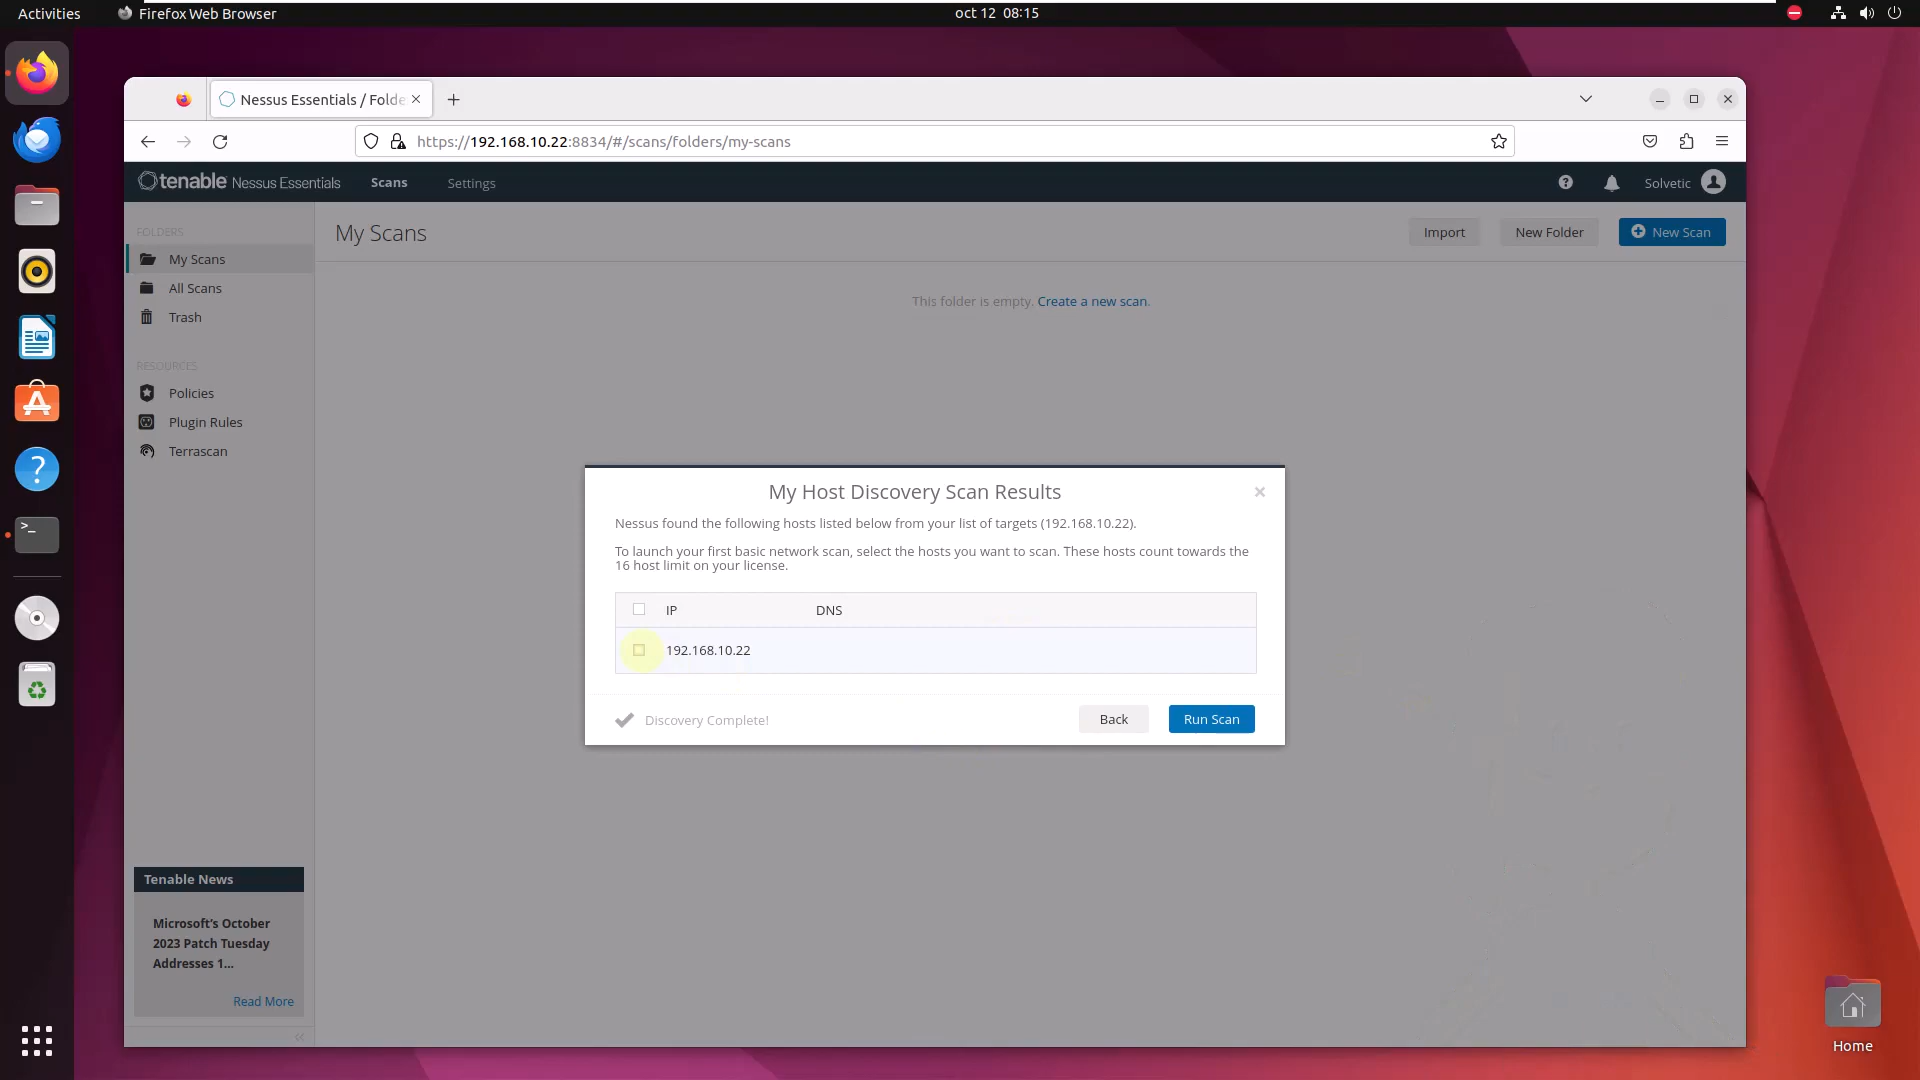 Activities
Firefox Web Browser
oct 12 08:15
Nessus Essentials / Folde
https://192.168.10.22:8834/#/scans/folders/my-scans
tenable Nessus Essentials
Scans
Settings
Solvetic
FOLDERS
My Scans
All Scans
Trash
RESOURCES
Policies
Plugin Rules
Terrascan
My Scans
Import
New Folder
New Scan
This folder is empty. Create a new scan.
My Host Discovery Scan Results
Nessus found the following hosts listed below from your list of targets (192.168.10.22).
To launch your first basic network scan, select the hosts you want to scan. These hosts count towards the
16 host limit on your license.
IP DNS
192.168.10.22
Discovery Complete!
Back
Run Scan
Tenable News
Microsoft’s October
2023 Patch Tuesday
Addresses 1...
Read More
Home